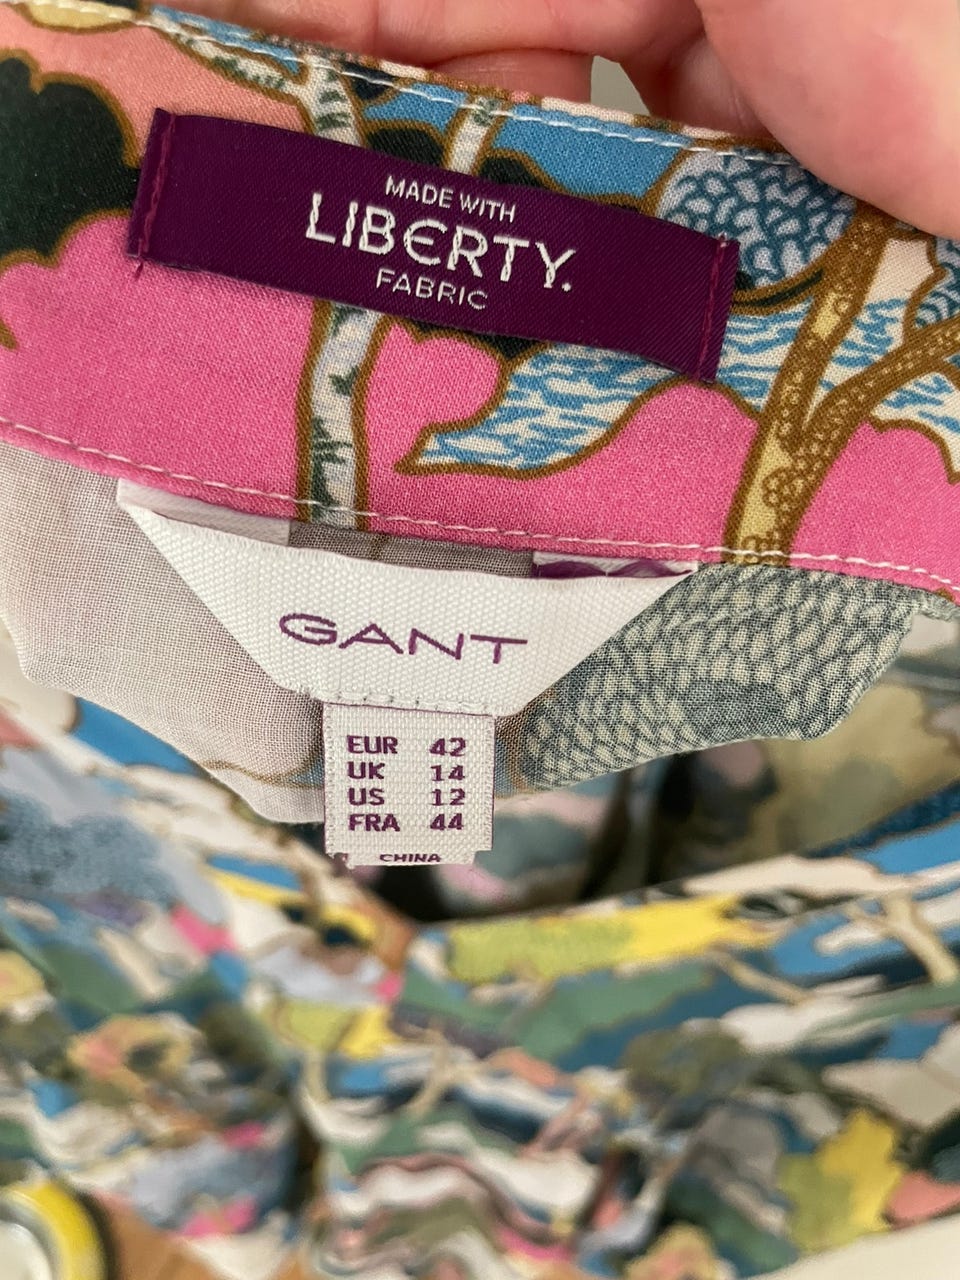 MADE WITH
LIBERTY.
FABRIC
GANT
EUR 42
UK 14
US 12
FRA 44
CHINA